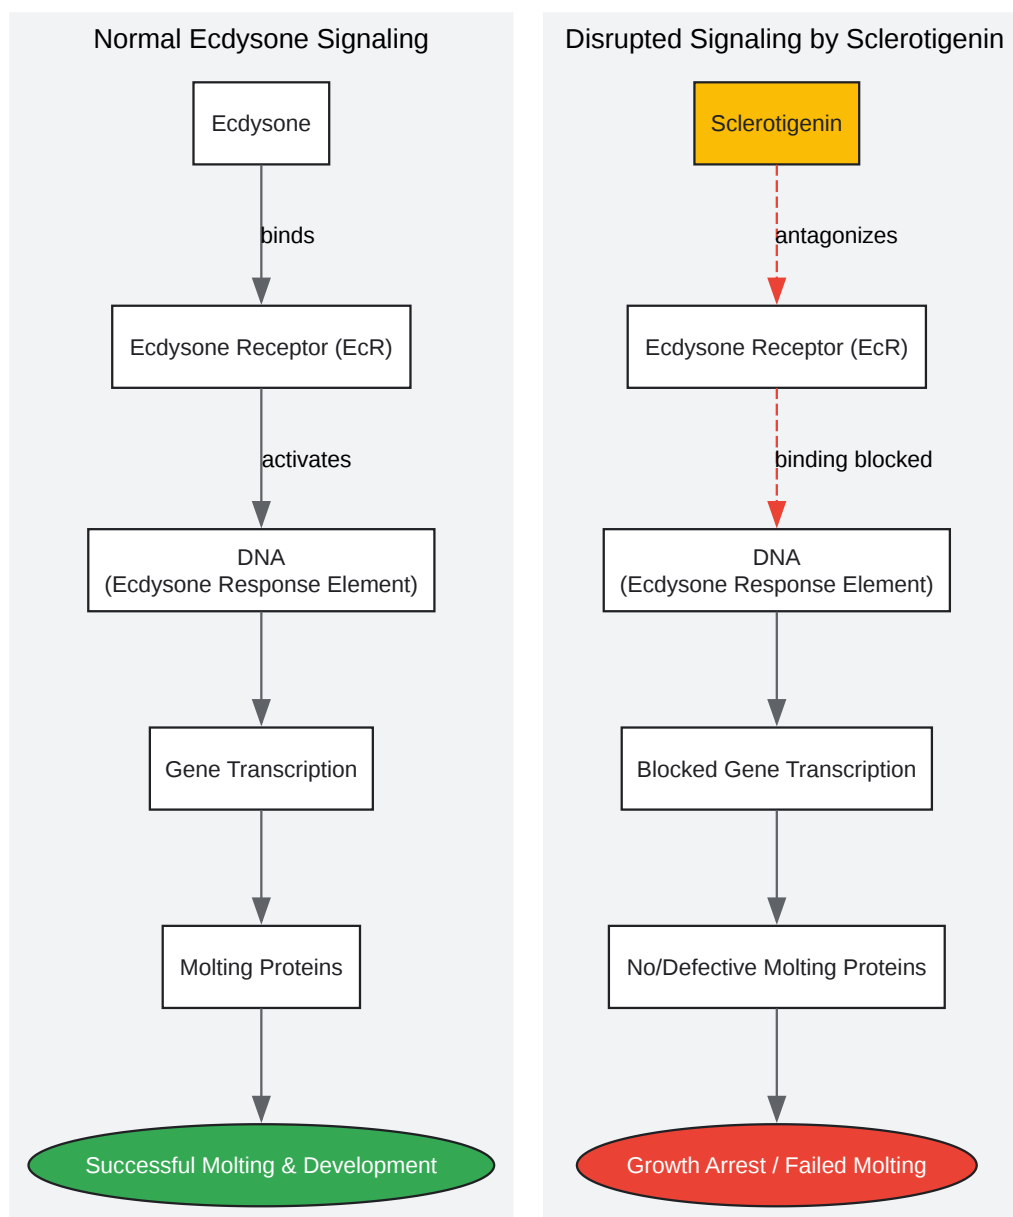 Normal Ecdysone Signaling
Ecdysone
binds
Ecdysone Receptor (EcR)
activates
DNA
(Ecdysone Response Element)
Gene Transcription
Molting Proteins
Successful Molting & Development
Disrupted Signaling by Sclerotigenin
Sclerotigenin
antagonizes
Ecdysone Receptor (EcR)
binding blocked
DNA
(Ecdysone Response Element)
Blocked Gene Transcription
No/Defective Molting Proteins
Growth Arrest / Failed Molting